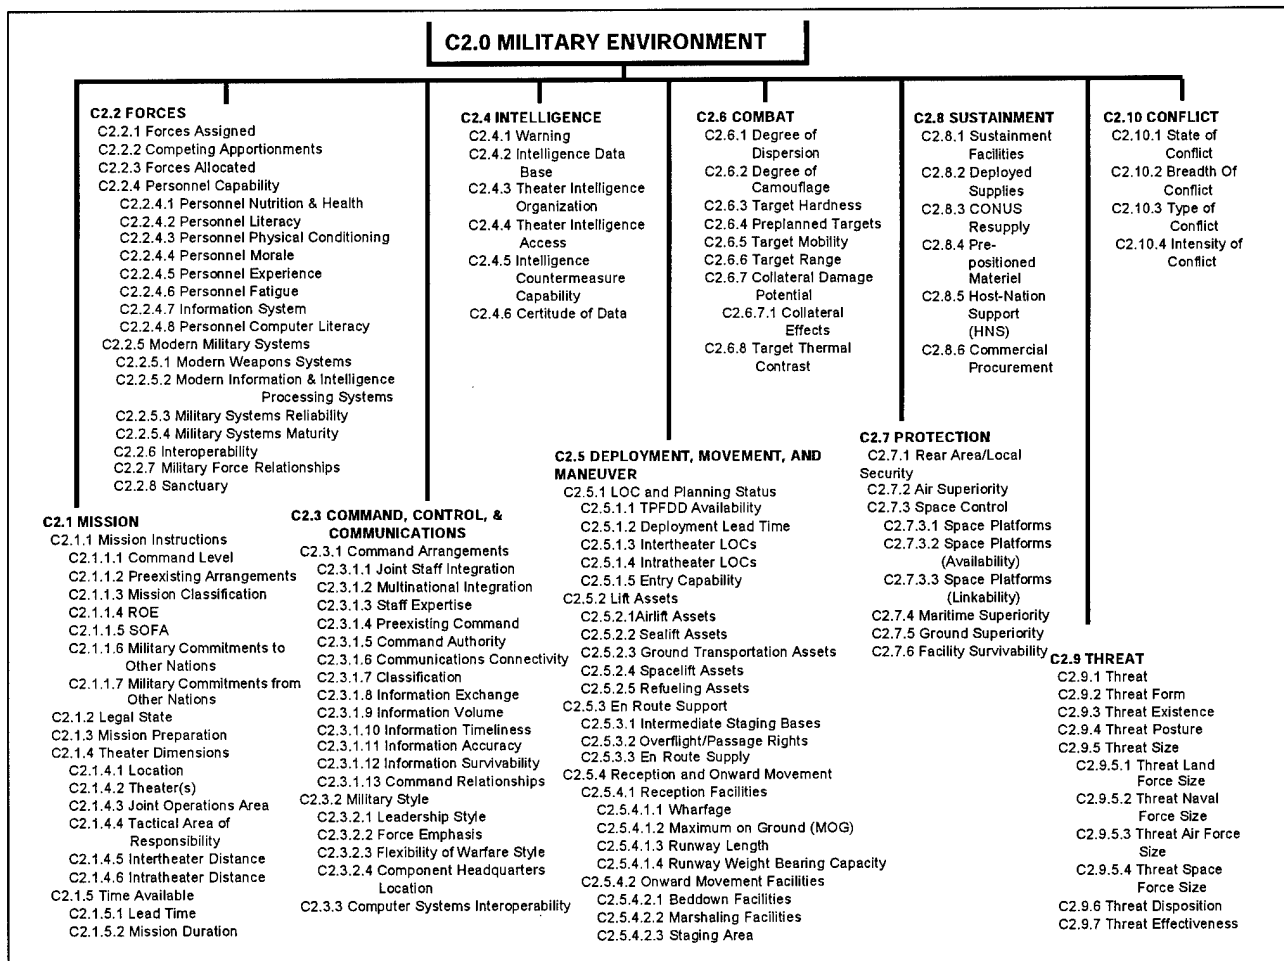 C2.0 MILITARY ENVIRONMENT
C2.2 FORCES
C2.2.1 Forces Assigned
C2.2.2 Competing Apportionments
C2.2.3 Forces Allocated
C2.2.4 Personnel Capability
C2.2.4.1 Personnel Nutrition & Health
C2.2.4.2 Personnel Literacy
C2.2.4.3 Personnel Physical Conditioning
C2.2.4.4 Personnel Morale
C2.2.4.5 Personnel Experience
C2.2.4.6 Personnel Fatigue
C2.2.4.7 Information System
C2.2.4.8 Personnel Computer Literacy
C2.2.5 Modern Military Systems
C2.2.5.1 Modern Weapons Systems
C2.2.5.2 Modern Information & Intelligence
Processing Systems
C2.2.5.3 Military Systems Reliability
C2.2.5.4 Military Systems Maturity
C2.2.6 Interoperability
C2.2.7 Military Force Relationships
C2.2.8 Sanctuary
C2.4 INTELLIGENCE
C2.4.1 Warning
C2.4.2 Intelligence Data
Base
C2.4.3 Theater Intelligence
Organization
C2.4.4 Theater Intelligence
Access
C2.4.5 Intelligence
Countermeasure
Capability
C2.4.6 Certitude of Data
C2.6 COMBAT
C2.6.1 Degree of
Dispersion
C2.6.2 Degree of
Camouflage
C2.6.3 Target Hardness
C2.6.4 Preplanned Targets
C2.6.5 Target Mobility
C2.6.6 Target Range
C2.6.7 Collateral Damage
Potential
C2.6.7.1 Collateral
Effects
C2.6.8 Target Thermal
Contrast
C2.8 SUSTAINMENT
C2.8.1 Sustainment
Facilities
C2.8.2 Deployed
Supplies
C2.8.3 CONUS
Resupply
C2.8.4 Pre-
positioned
Materiel
C2.8.5 Host-Nation
Support
(HNS)
C2.8.6 Commercial
Procurement
C2.10 CONFLICT
C2.10.1 State of
Conflict
C2.10.2 Breadth Of
Conflict
C2.10.3 Type of
Conflict
C2.10.4 Intensity of
Conflict
C2.1 MISSION
C2.1.1 Mission Instructions
C2.1.1.1 Command Level
C2.1.1.2 Preexisting Arrangements
C2.1.1.3 Mission Classification
C2.1.1.4 ROE
C2.1.1.5 SOFA
C2.1.1.6 Military Commitments to
Other Nations
C2.1.1.7 Military Commitments from
Other Nations
C2.1.2 Legal State
C2.1.3 Mission Preparation
C2.1.4 Theater Dimensions
C2.1.4.1 Location
C2.1.4.2 Theater(s)
C2.1.4.3 Joint Operations Area
C2.1.4.4 Tactical Area of
Responsibility
C2.1.4.5 Intertheater Distance
C2.1.4.6 Intratheater Distance
C2.1.5 Time Available
C2.1.5.1 Lead Time
C2.1.5.2 Mission Duration
C2.3 COMMAND, CONTROL, &
COMMUNICATIONS
C2.3.1 Command Arrangements
C2.3.1.1 Joint Staff Integration
C2.3.1.2 Multinational Integration
C2.3.1.3 Staff Expertise
C2.3.1.4 Preexisting Command
C2.3.1.5 Command Authority
C2.3.1.6 Communications Connectivity
C2.3.1.7 Classification
C2.3.1.8 Information Exchange
C2.3.1.9 Information Volume
C2.3.1.10 Information Timeliness
C2.3.1.11 Information Accuracy
C2.3.1.12 Information Survivability
C2.3.1.13 Command Relationships
C2.3.2 Military Style
C2.3.2.1 Leadership Style
C2.3.2.2 Force Emphasis
C2.3.2.3 Flexibility of Warfare Style
C2.3.2.4 Component Headquarters
Location
C2.3.3 Computer Systems Interoperability
C2.5 DEPLOYMENT, MOVEMENT, AND
MANEUVER
C2.5.1 LOC and Planning Status
C2.5.1.1 TPFDD Availability
C2.5.1.2 Deployment Lead Time
C2.5.1.3 Intertheater LOCs
C2.5.1.4 Intratheater LOCs
C2.5.1.5 Entry Capability
C2.5.2 Lift Assets
C2.5.2.1Airlift Assets
C2.5.2.2 Sealift Assets
C2.5.2.3 Ground Transportation Assets
C2.5.2.4 Spacelift Assets
C2.5.2.5 Refueling Assets
C2.5.3 En Route Support
C2.5.3.1 Intermediate Staging Bases
C2.5.3.2 Overflight/Passage Rights
C2.5.3.3 En Route Supply
C2.5.4 Reception and Onward Movement
C2.5.4.1 Reception Facilities
C2.5.4.1.1 Wharfage
C2.5.4.1.2 Maximum on Ground (MOG)
C2.5.4.1.3 Runway Length
C2.5.4.1.4 Runway Weight Bearing Capacity
C2.5.4.2 Onward Movement Facilities
C2.5.4.2.1 Beddown Facilities
C2.5.4.2.2 Marshaling Facilities
C2.5.4.2.3 Staging Area
C2.7 PROTECTION
C2.7.1 Rear Area/Local
Security
C2.7.2 Air Superiority
C2.7.3 Space Control
C2.7.3.1 Space Platforms
C2.7.3.2 Space Platforms
(Availability)
C2.7.3.3 Space Platforms
(Linkability)
C2.7.4 Maritime Superiority
C2.7.5 Ground Superiority
C2.7.6 Facility Survivability
C2.9 THREAT
C2.9.1 Threat
C2.9.2 Threat Form
C2.9.3 Threat Existence
C2.9.4 Threat Posture
C2.9.5 Threat Size
C2.9.5.1 Threat Land
Force Size
C2.9.5.2 Threat Naval
Force Size
C2.9.5.3 Threat Air Force
Size
C2.9.5.4 Threat Space
Force Size
C2.9.6 Threat Disposition
C2.9.7 Threat Effectiveness